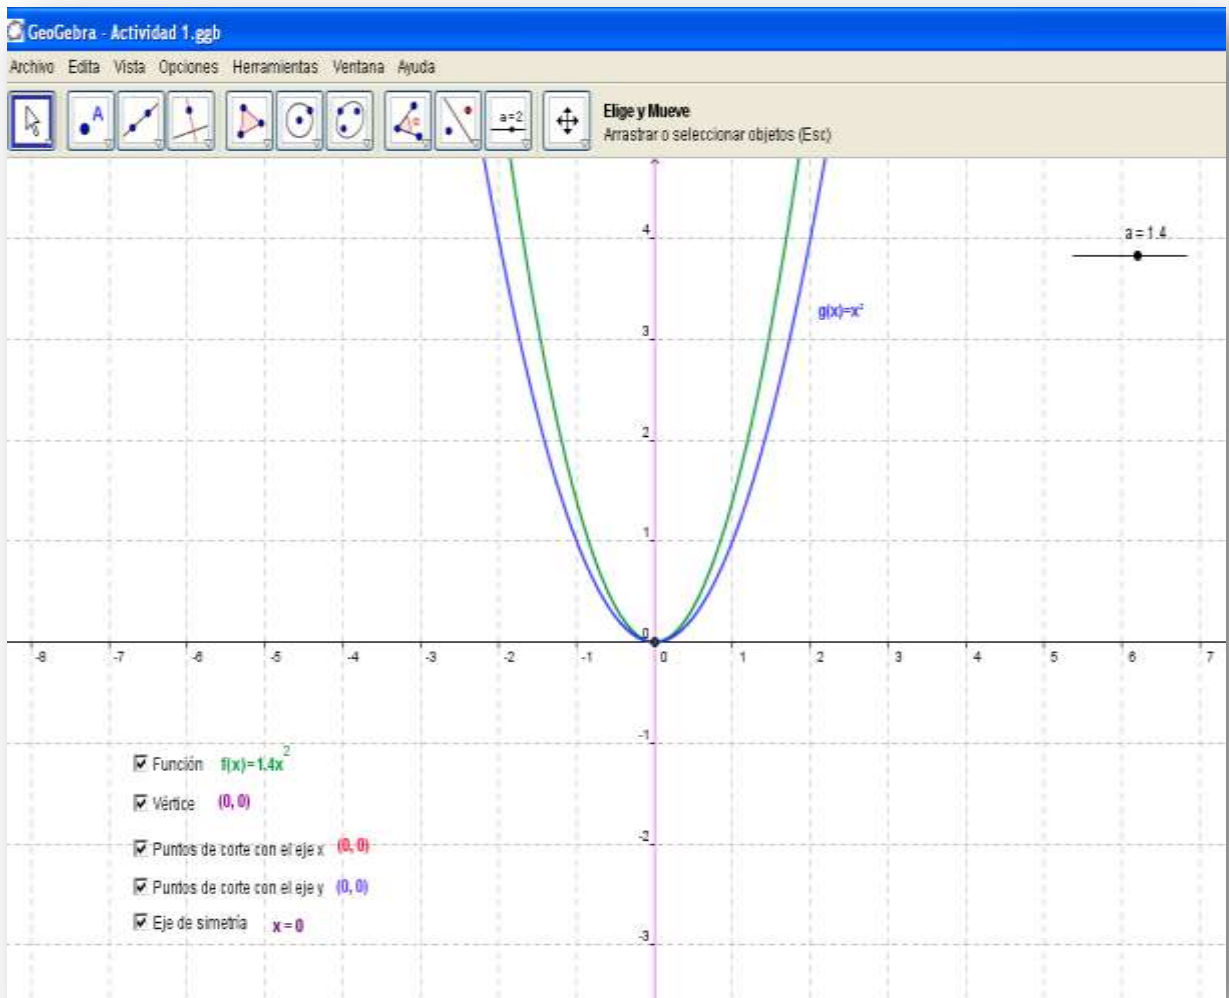 GeoGebra - Actividad 1.ggb
Archivo Edita Vista Opciones Herramientas Ventana Ayuda
A
α
a=2
Elige y Mueve
Arrastrar o seleccionar objetos (Esc)
4
a = 1.4
g(x)=x²
3
2
1
0
-8 -7 -6 -5 -4 -3 -2 -1 0 1 2 3 4 5 6 7
-1
Función f(x)=1.4x²
Vértice (0, 0)
-2
Puntos de corte con el eje x (0, 0)
Puntos de corte con el eje y (0, 0)
Eje de simetría x = 0
-3